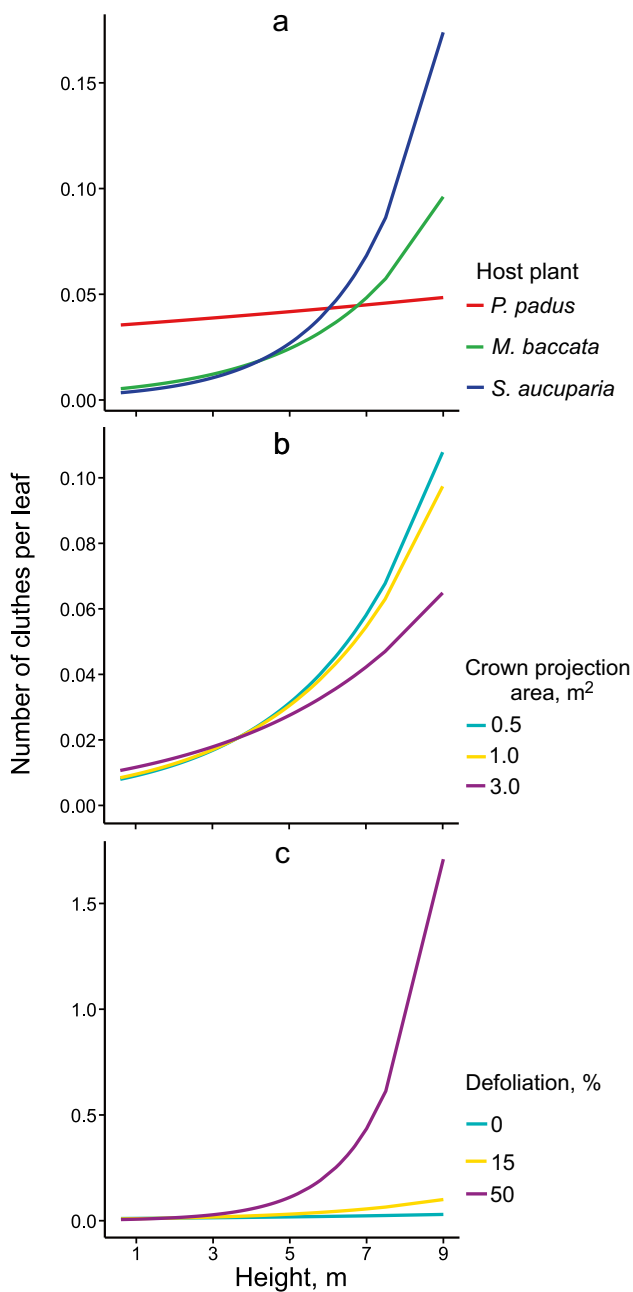 a
0.15
0.10
0.05
0.00
Host plant
P. padus
M. baccata
S. aucuparia
Number of cluthes per leaf
b
0.10
0.08
0.06
0.04
0.02
0.00
Crown projection
area, m²
0.5
1.0
3.0
c
1.5
1.0
0.5
0.0
Defoliation, %
0
15
50
1 3 5 7 9
Height, m